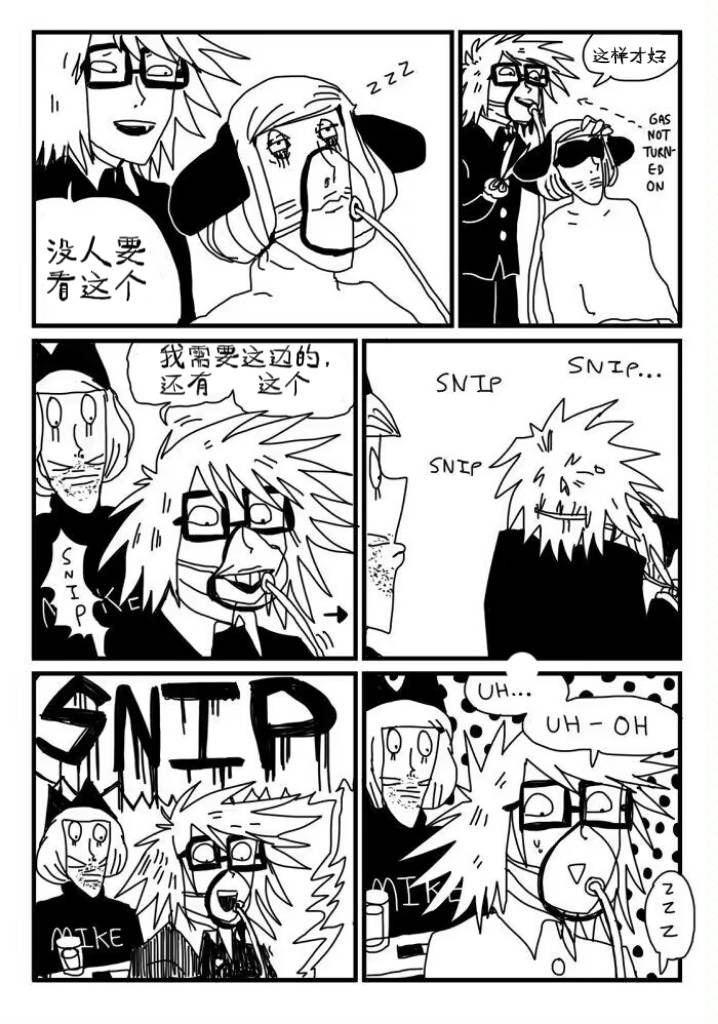 z z z
没人要
看这个
这样才好
GAS
NOT
TURN-
ED
ON
我需要这边的,
还有 这个
SNIP
MIKE
SNIP
SNIP...
SNIP
SNIP
MIKE
UH...
UH-OH
MIKE
ZZZ